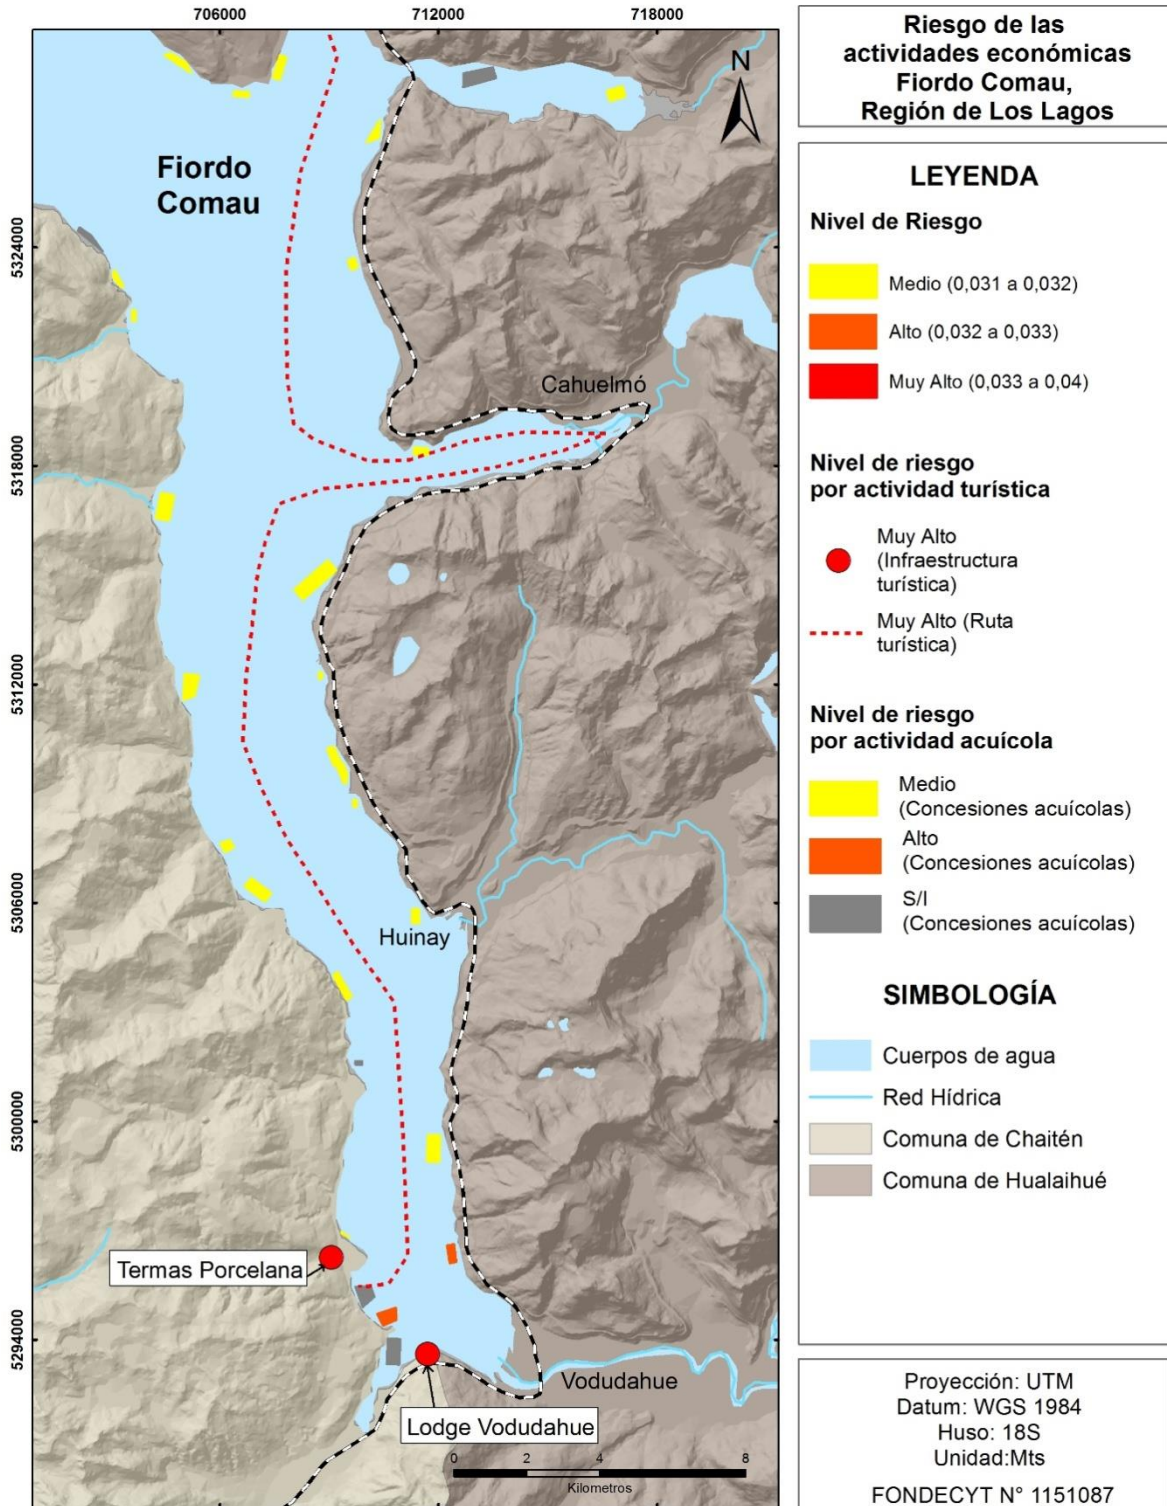 706000
712000
718000
5324000
5318000
5312000
5306000
5300000
5294000
N
Fiordo
Comau
Cahuelmó
Huinay
Termas Porcelana
Vodudahue
Lodge Vodudahue
0 2 4 8
Kilometros
Riesgo de las
actividades económicas
Fiordo Comau,
Región de Los Lagos
LEYENDA
Nivel de Riesgo
Medio (0,031 a 0,032)
Alto (0,032 a 0,033)
Muy Alto (0,033 a 0,04)
Nivel de riesgo
por actividad turística
Muy Alto
(Infraestructura
turística)
Muy Alto (Ruta
turística)
Nivel de riesgo
por actividad acuícola
Medio
(Concesiones acuícolas)
Alto
(Concesiones acuícolas)
S/I
(Concesiones acuícolas)
SIMBOLOGÍA
Cuerpos de agua
Red Hídrica
Comuna de Chaitén
Comuna de Hualaihué
Proyección: UTM
Datum: WGS 1984
Huso: 18S
Unidad:Mts
FONDECYT N° 1151087